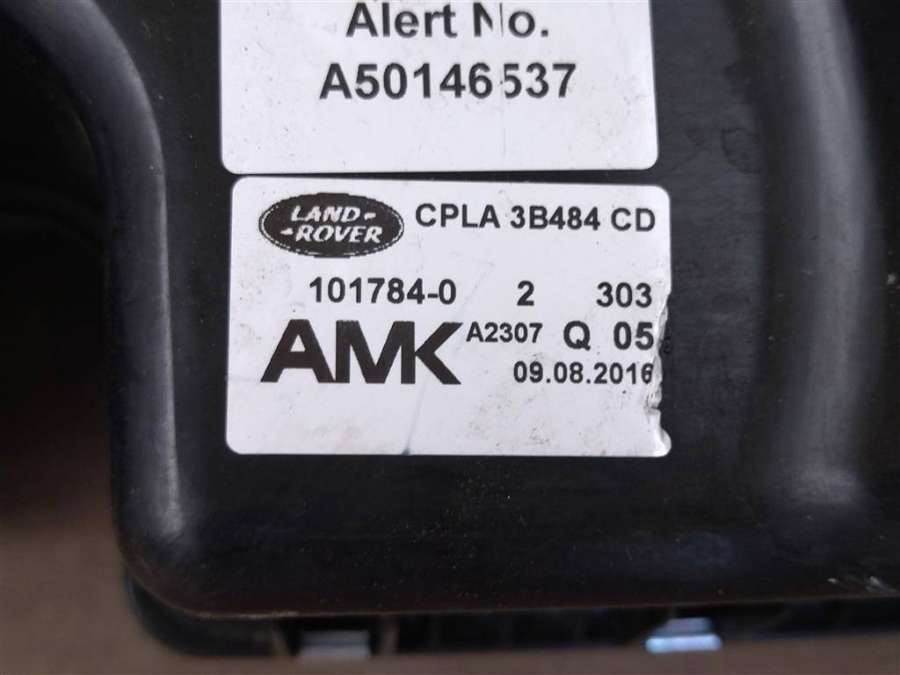 Alert No.
A50146537
LAND-
-ROVER
CPLA 3B484 CD
101784-0 2 303
AMK A2307 Q 05
09.08.2016